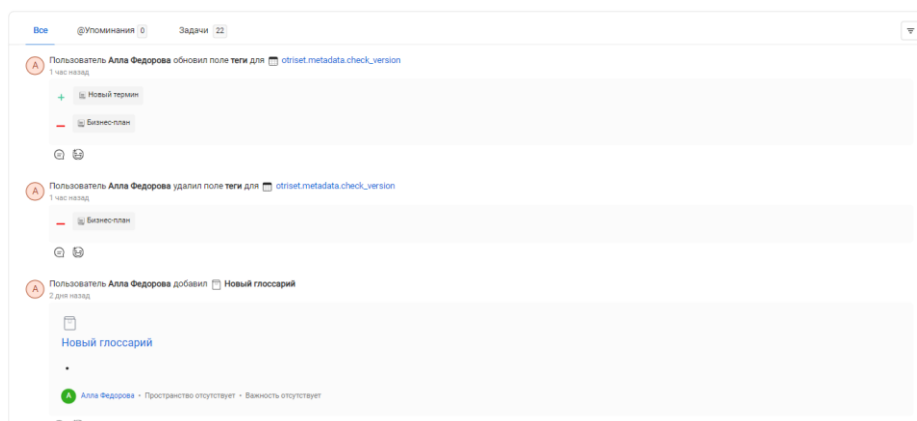 Все @Упоминания 0 Задачи 22
А Пользователь Алла Федорова обновил поле теги для otriset.metadata.check_version
1 час назад
+ Новый термин
− Бизнес-план
А Пользователь Алла Федорова удалил поле теги для otriset.metadata.check_version
1 час назад
− Бизнес-план
А Пользователь Алла Федорова добавил Новый глоссарий
2 дня назад
Новый глоссарий
•
А Алла Федорова • Пространство отсутствует • Важность отсутствует